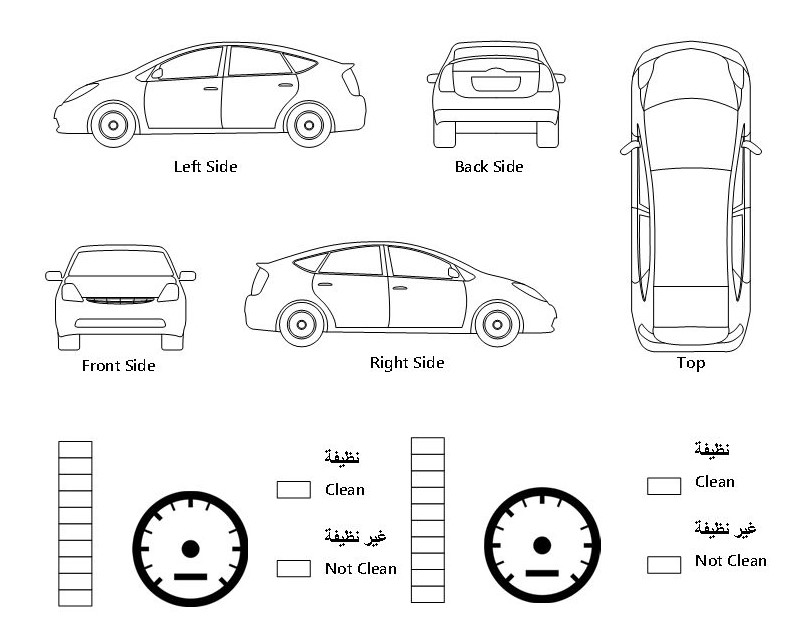 Left Side
Back Side
Front Side
Right Side
Top
نظيفة
Clean
غير نظيفة
Not Clean
نظيفة
Clean
غير نظيفة
Not Clean